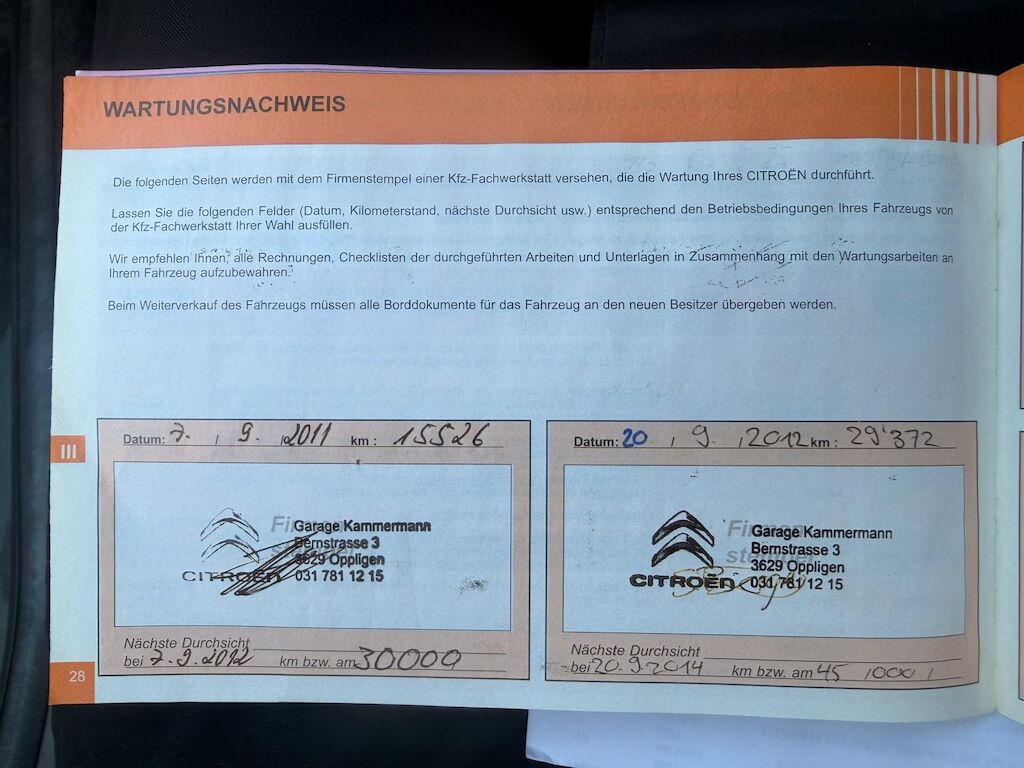 WARTUNGSNACHWEIS
Die folgenden Seiten werden mit dem Firmenstempel einer Kfz-Fachwerkstatt versehen, die die Wartung Ihres CITROËN durchführt.
Lassen Sie die folgenden Felder (Datum, Kilometerstand, nächste Durchsicht usw.) entsprechend den Betriebsbedingungen Ihres Fahrzeugs von
der Kfz-Fachwerkstatt Ihrer Wahl ausfüllen.
Wir empfehlen Ihnen, alle Rechnungen, Checklisten der durchgeführten Arbeiten und Unterlagen in Zusammenhang mit den Wartungsarbeiten an
Ihrem Fahrzeug aufzubewahren.
Beim Weiterverkauf des Fahrzeugs müssen alle Borddokumente für das Fahrzeug an den neuen Besitzer übergeben werden.
III
Datum: 7. , 9. , 2011 km : 15526
Firmen
stempel
Garage Kammermann
Bernstrasse 3
3629 Oppligen
031 781 12 15
CITROËN
Nächste Durchsicht
bei 7.9.2012 km bzw. am 30000
Datum: 20 , 9. , 2012 km : 29'372
Firmen
stempel
Garage Kammermann
Bernstrasse 3
3629 Oppligen
031 781 12 15
CITROËN
Nächste Durchsicht
bei 20.9.2014 km bzw. am 45 /000 /
28